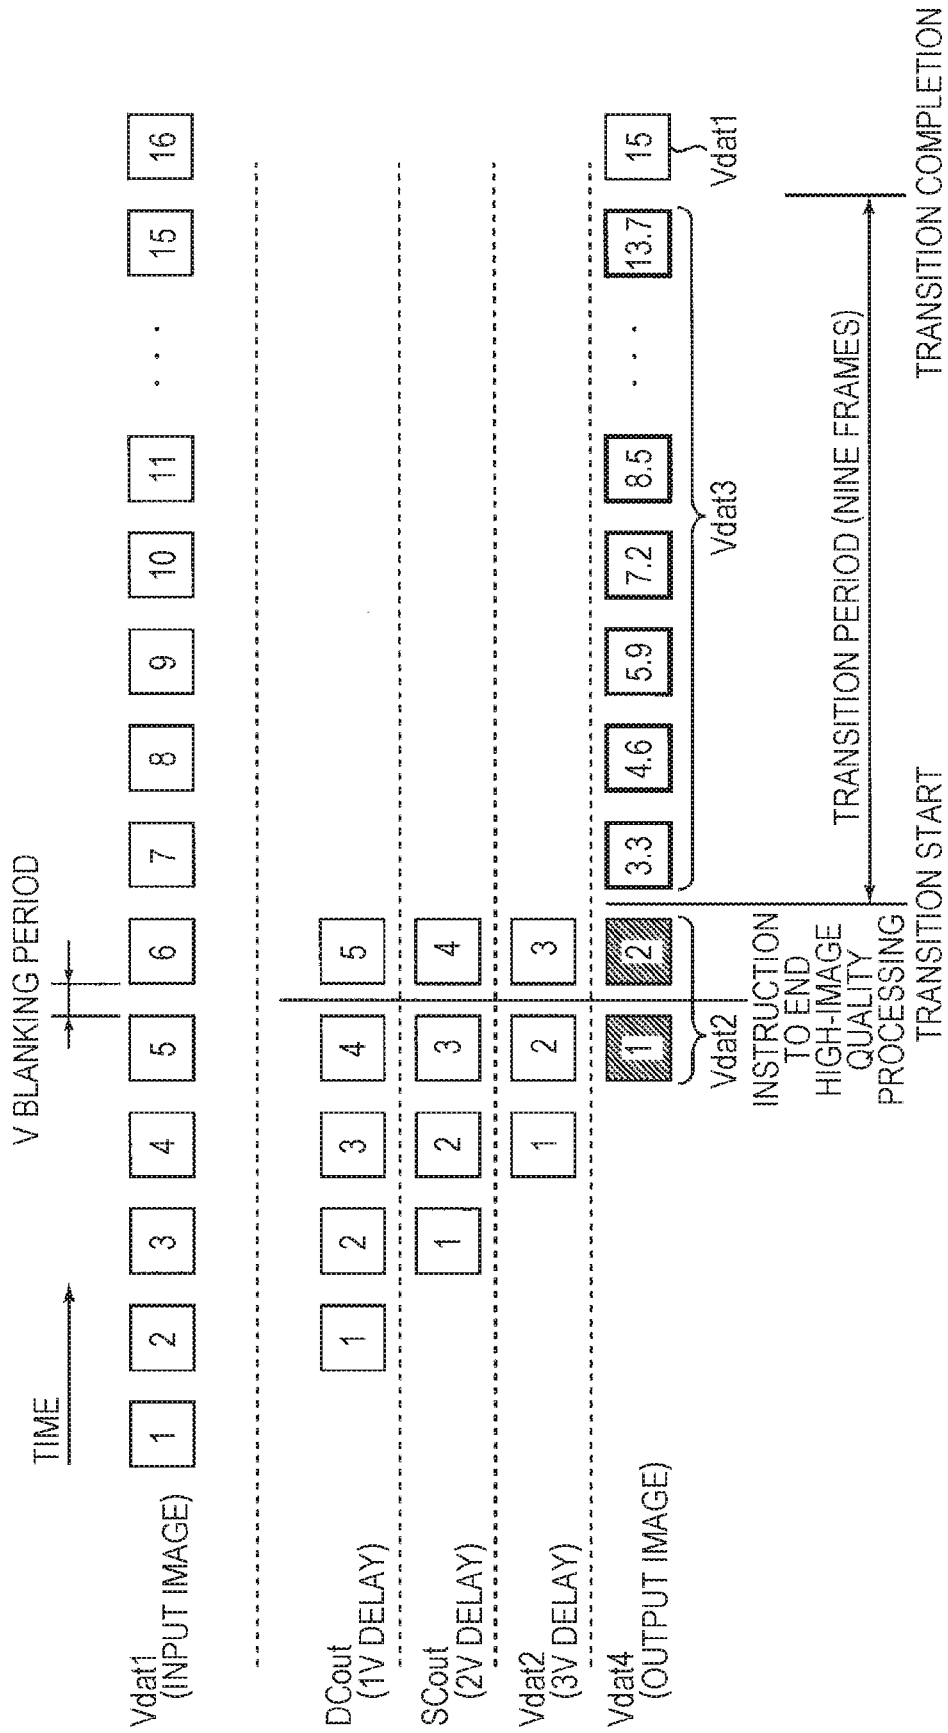 V BLANKING PERIOD
TIME
Vdat1
(INPUT IMAGE)
1 2 3 4 5 6 7 8 9 10 11 . . . 15 16
DCout
(1V DELAY)
1 2 3 4 5
SCout
(2V DELAY)
1 2 3 4
Vdat2
(3V DELAY)
1 2 3
Vdat4
(OUTPUT IMAGE)
1 2 3.3 4.6 5.9 7.2 8.5 . . . 13.7 15
Vdat2
Vdat3
Vdat1
INSTRUCTION
TO END
HIGH-IMAGE
QUALITY
PROCESSING
TRANSITION PERIOD (NINE FRAMES)
TRANSITION START
TRANSITION COMPLETION